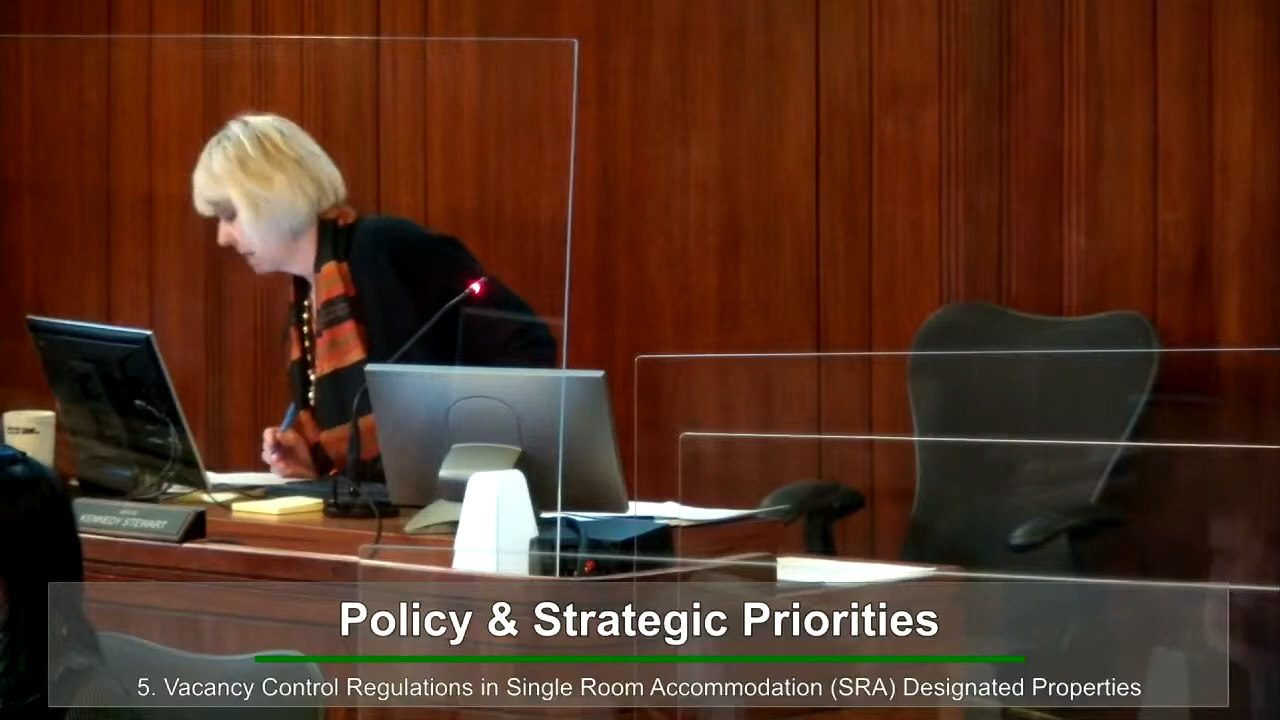 KENNEDY STEWART
Policy & Strategic Priorities
5. Vacancy Control Regulations in Single Room Accommodation (SRA) Designated Properties